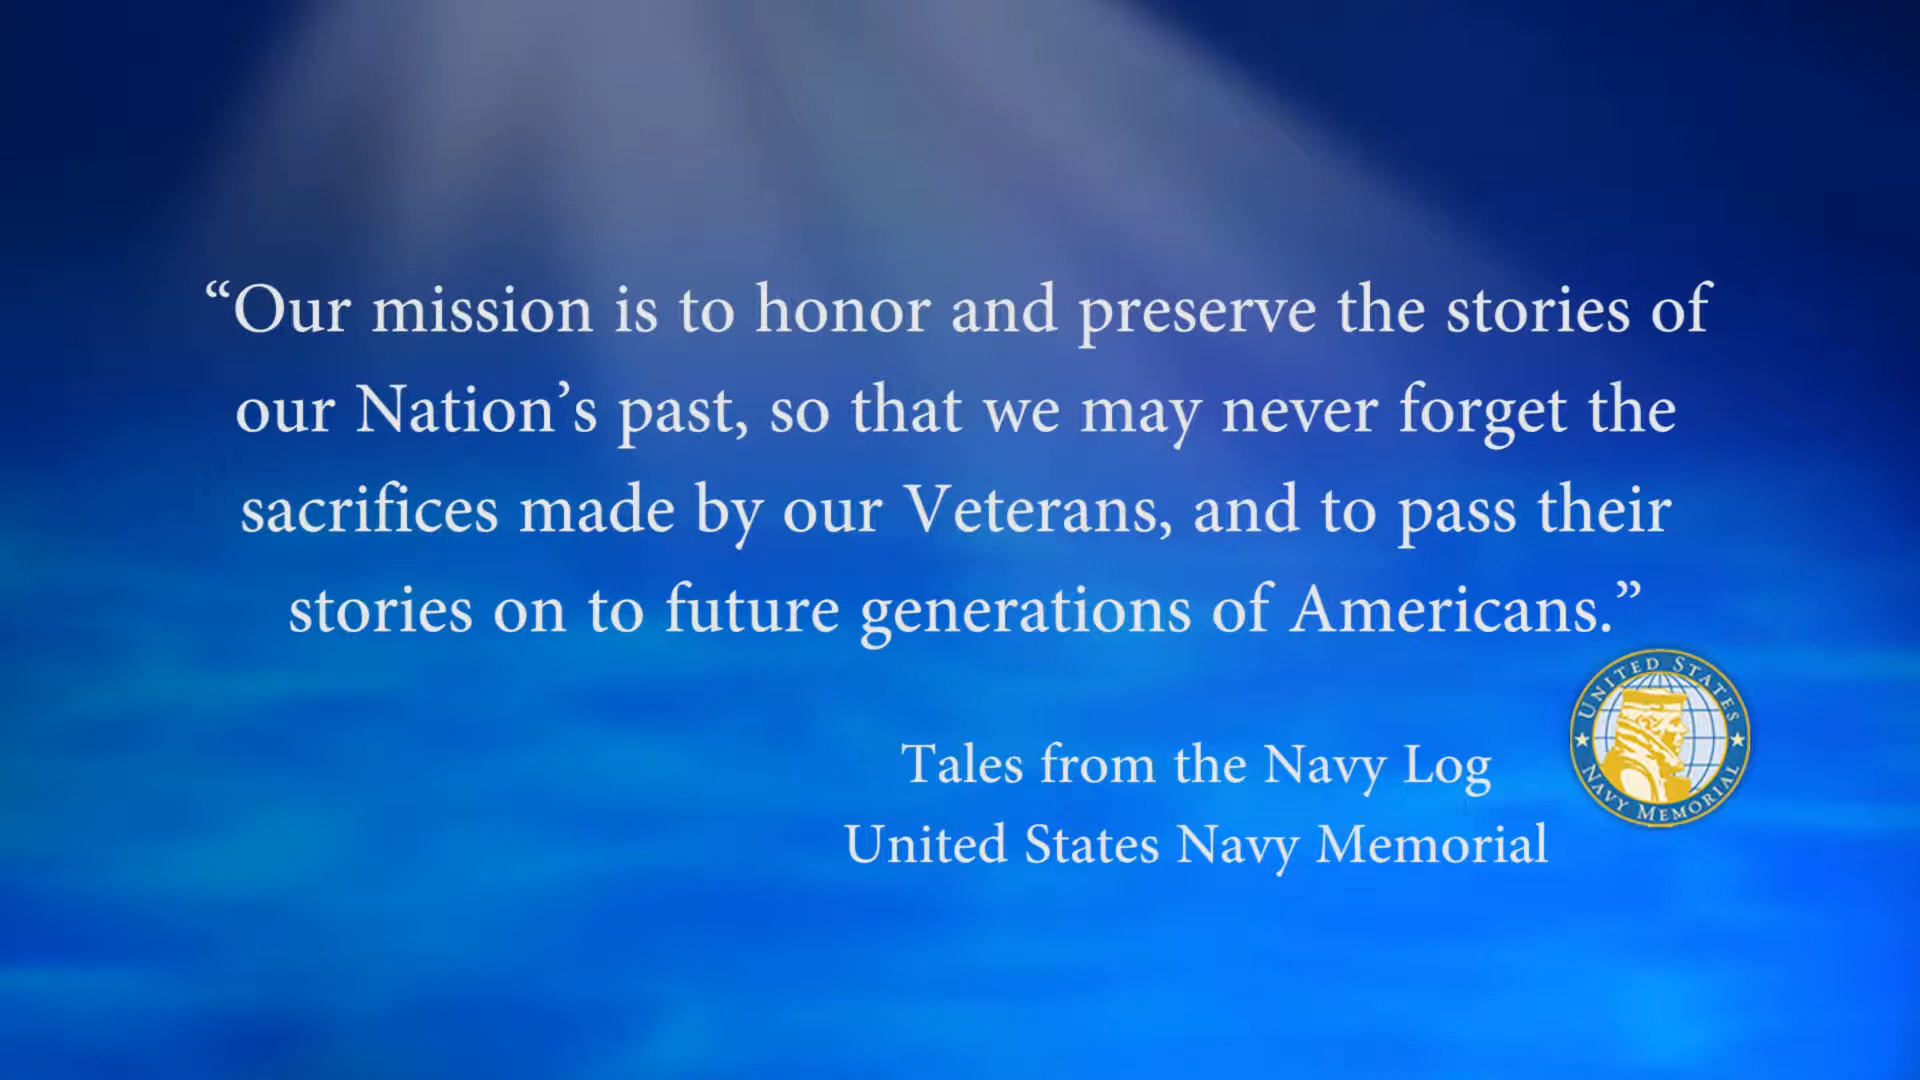 “Our mission is to honor and preserve the stories of
our Nation’s past, so that we may never forget the
sacrifices made by our Veterans, and to pass their
stories on to future generations of Americans.”
Tales from the Navy Log
United States Navy Memorial
UNITED STATES
NAVY MEMORIAL